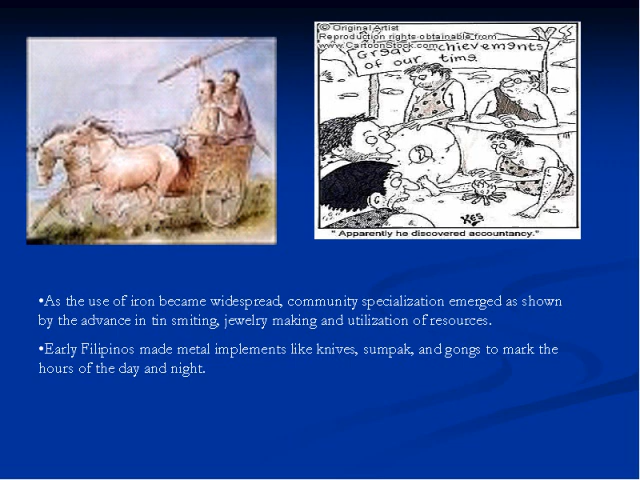 © Original Artist
Reproduction rights obtainable from
www.CartoonStock.com
Great achievements
of our time
" Apparently he discovered accountancy."
•As the use of iron became widespread, community specialization emerged as shown
by the advance in tin smiting, jewelry making and utilization of resources.
•Early Filipinos made metal implements like knives, sumpak, and gongs to mark the
hours of the day and night.